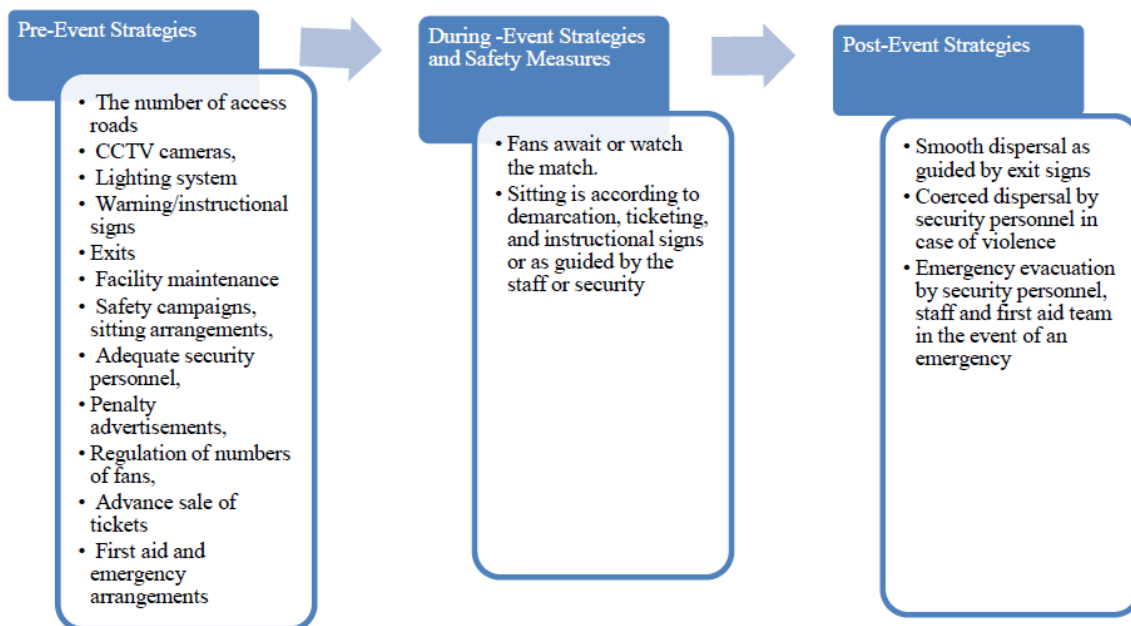 Pre-Event Strategies
• The number of access
roads
• CCTV cameras,
• Lighting system
• Warning/instructional
signs
• Exits
• Facility maintenance
• Safety campaigns,
sitting arrangements,
• Adequate security
personnel,
• Penalty
advertisements,
• Regulation of numbers
of fans,
• Advance sale of
tickets
• First aid and
emergency
arrangements
During -Event Strategies
and Safety Measures
• Fans await or watch
the match.
• Sitting is according to
demarcation, ticketing,
and instructional signs
or as guided by the
staff or security
Post-Event Strategies
• Smooth dispersal as
guided by exit signs
• Coerced dispersal by
security personnel in
case of violence
• Emergency evacuation
by security personnel,
staff and first aid team
in the event of an
emergency